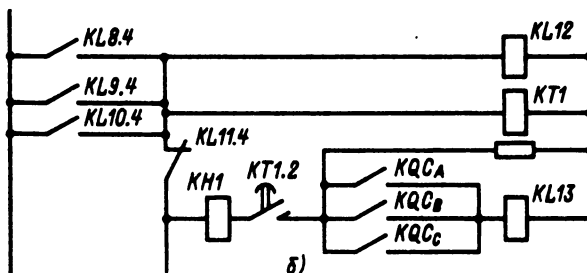 KL8.4
KL12
KL9.4
KT1
KL10.4
KL11.4
KH1
KT1.2
KQCA
KL13
KQCB
KQCC
б)